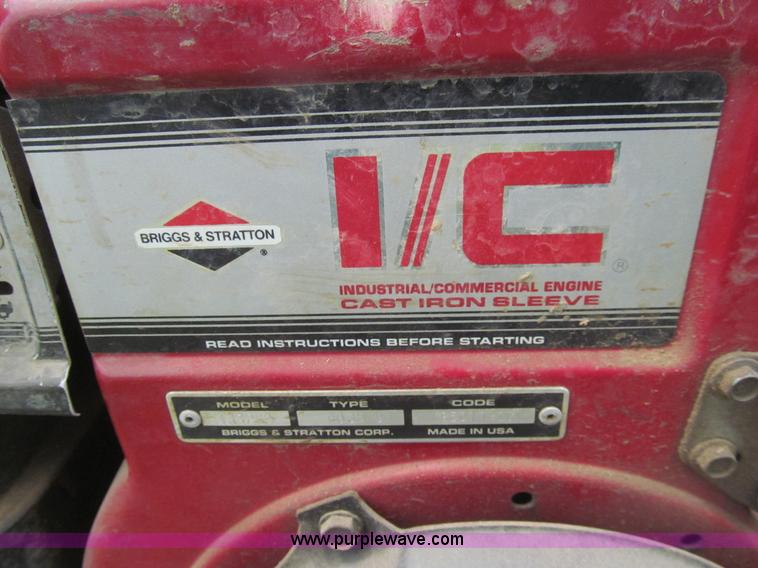 I/C
BRIGGS & STRATTON
®
®
INDUSTRIAL/COMMERCIAL ENGINE
CAST IRON SLEEVE
READ INSTRUCTIONS BEFORE STARTING
MODEL TYPE CODE
BRIGGS & STRATTON CORP. MADE IN USA
www.purplewave.com